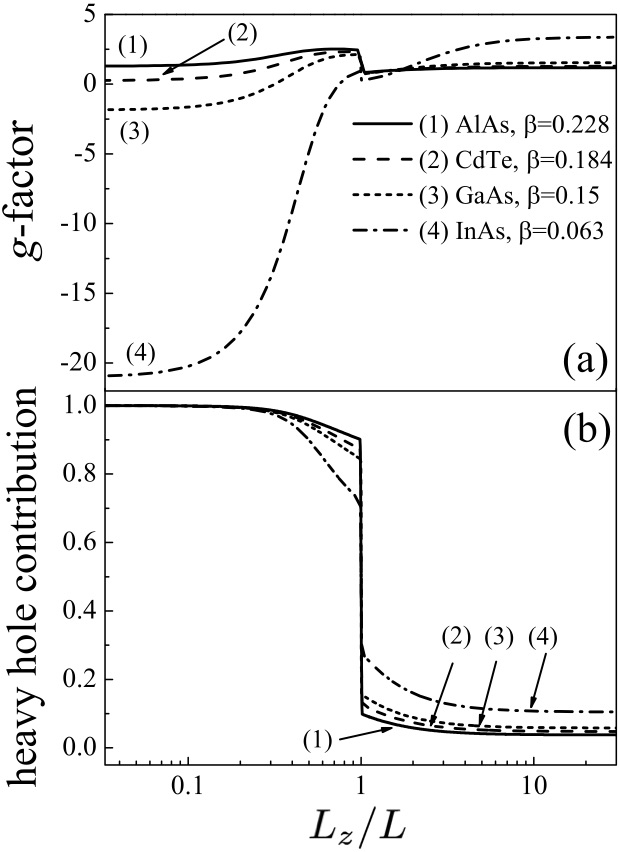 5
0
-5
-10
-15
-20
g-factor
(1)
(2)
(3)
(4)
(1) AlAs, β=0.228
(2) CdTe, β=0.184
(3) GaAs, β=0.15
(4) InAs, β=0.063
(a)
1.0
0.8
0.6
0.4
0.2
0.0
heavy hole contribution
(b)
(1)
(2)
(3)
(4)
0.1
1
10
L_z/L